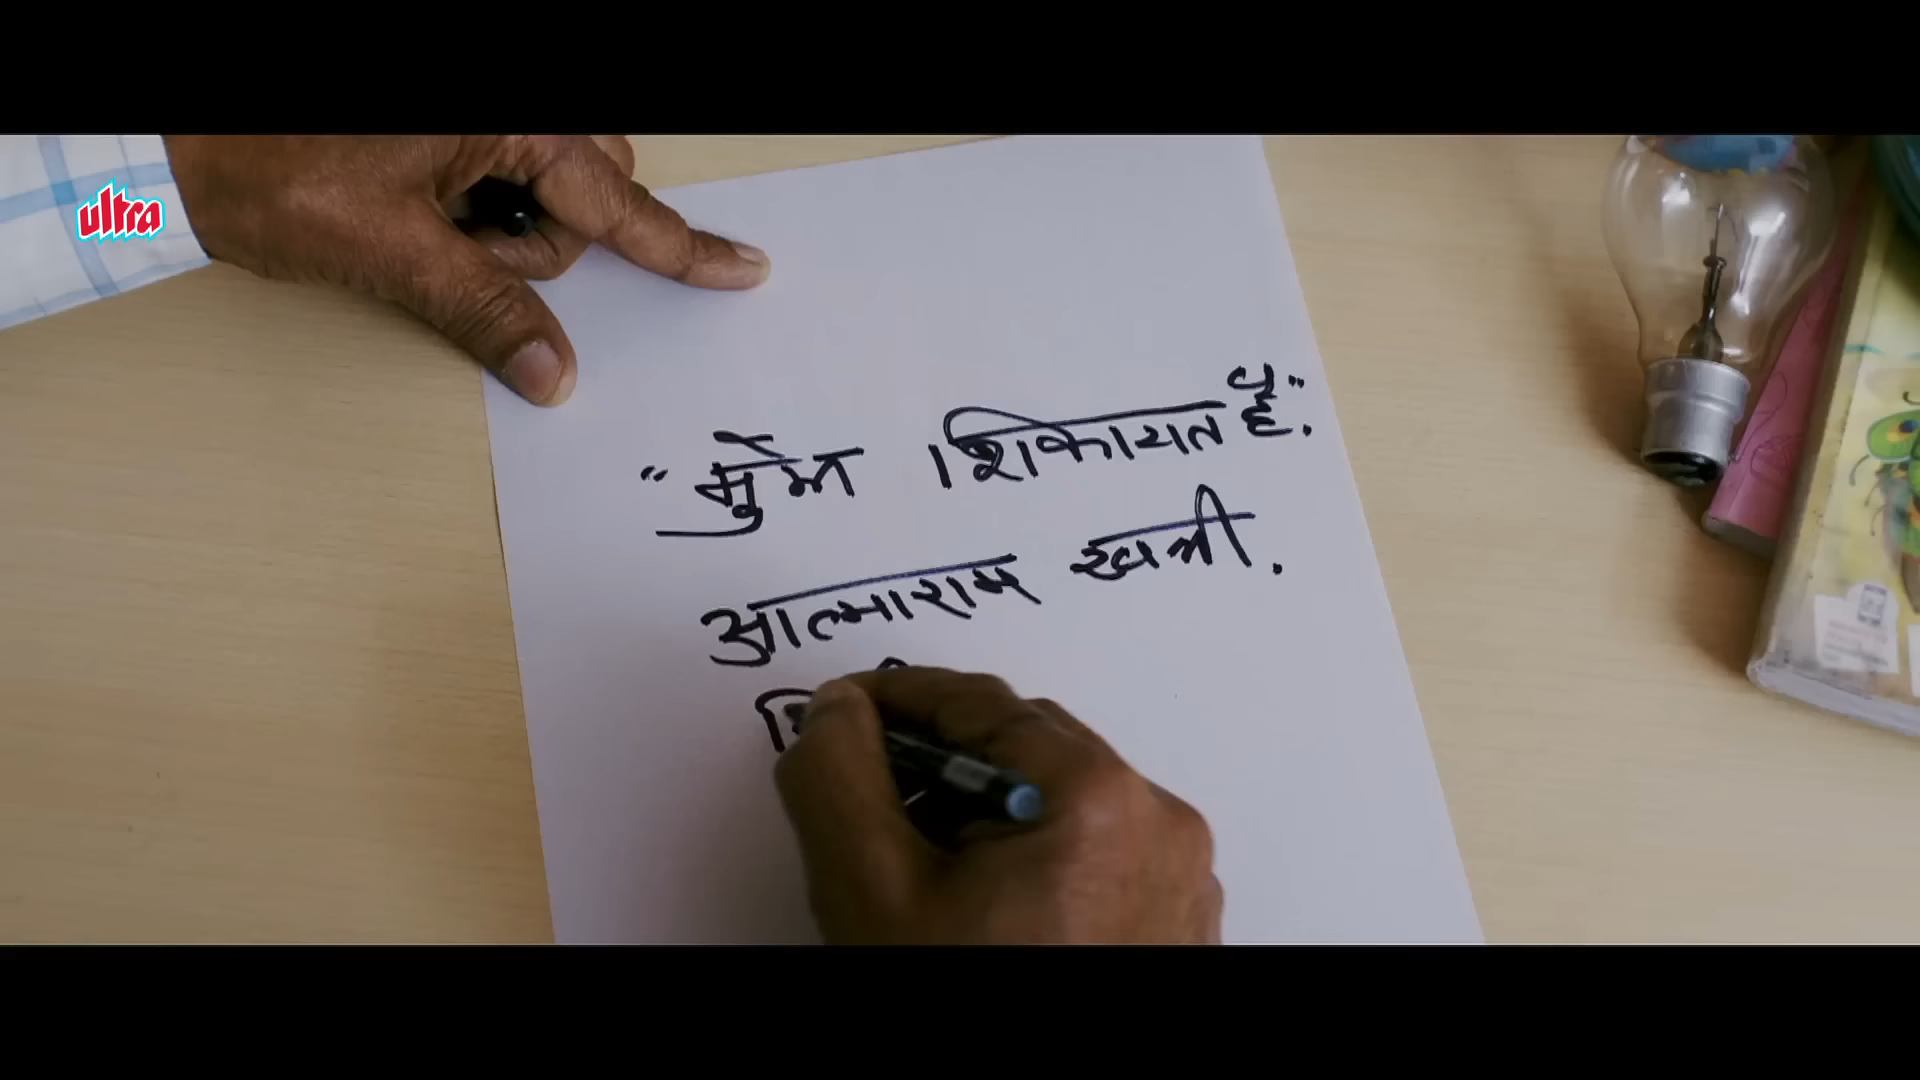 ultra
"मुझे शिकायत है".
आत्माराम खत्री.